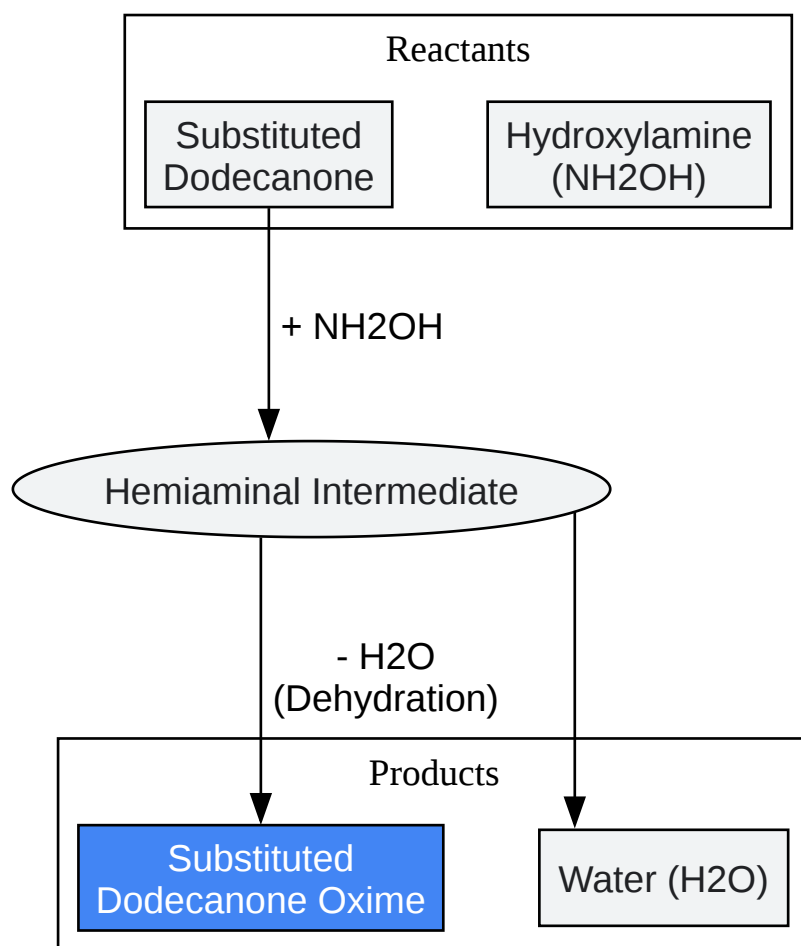 Reactants
Substituted
Dodecanone
Hydroxylamine
(NH2OH)
+ NH2OH
Hemiaminal Intermediate
- H2O
(Dehydration)
Products
Substituted
Dodecanone Oxime
Water (H2O)